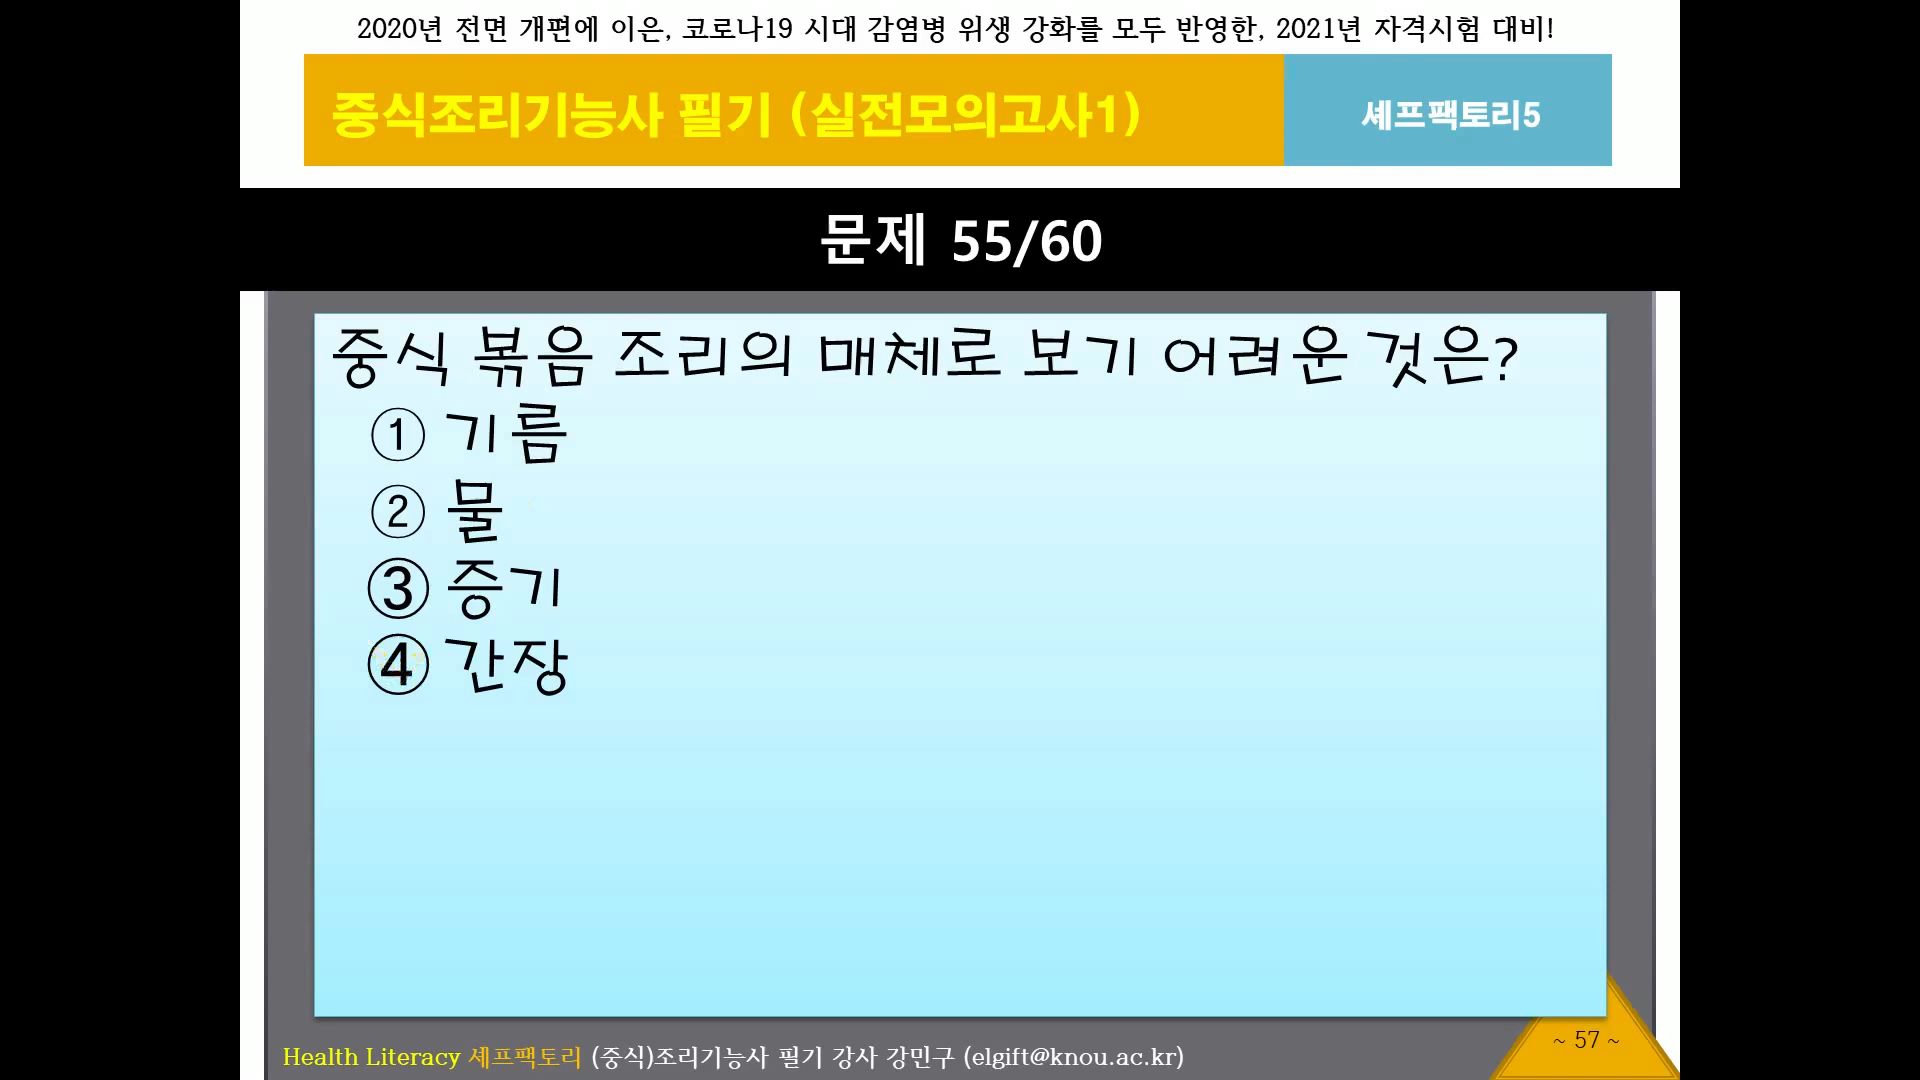 2020년 전면 개편에 이은, 코로나19 시대 감염병 위생 강화를 모두 반영한, 2021년 자격시험 대비!
중식조리기능사 필기 (실전모의고사1)
셰프팩토리5
문제 55/60
중식 볶음 조리의 매체로 보기 어려운 것은?
① 기름
② 물
③ 증기
④ 간장
~ 57 ~
Health Literacy 셰프팩토리 (중식)조리기능사 필기 강사 강민구 (elgift@knou.ac.kr)